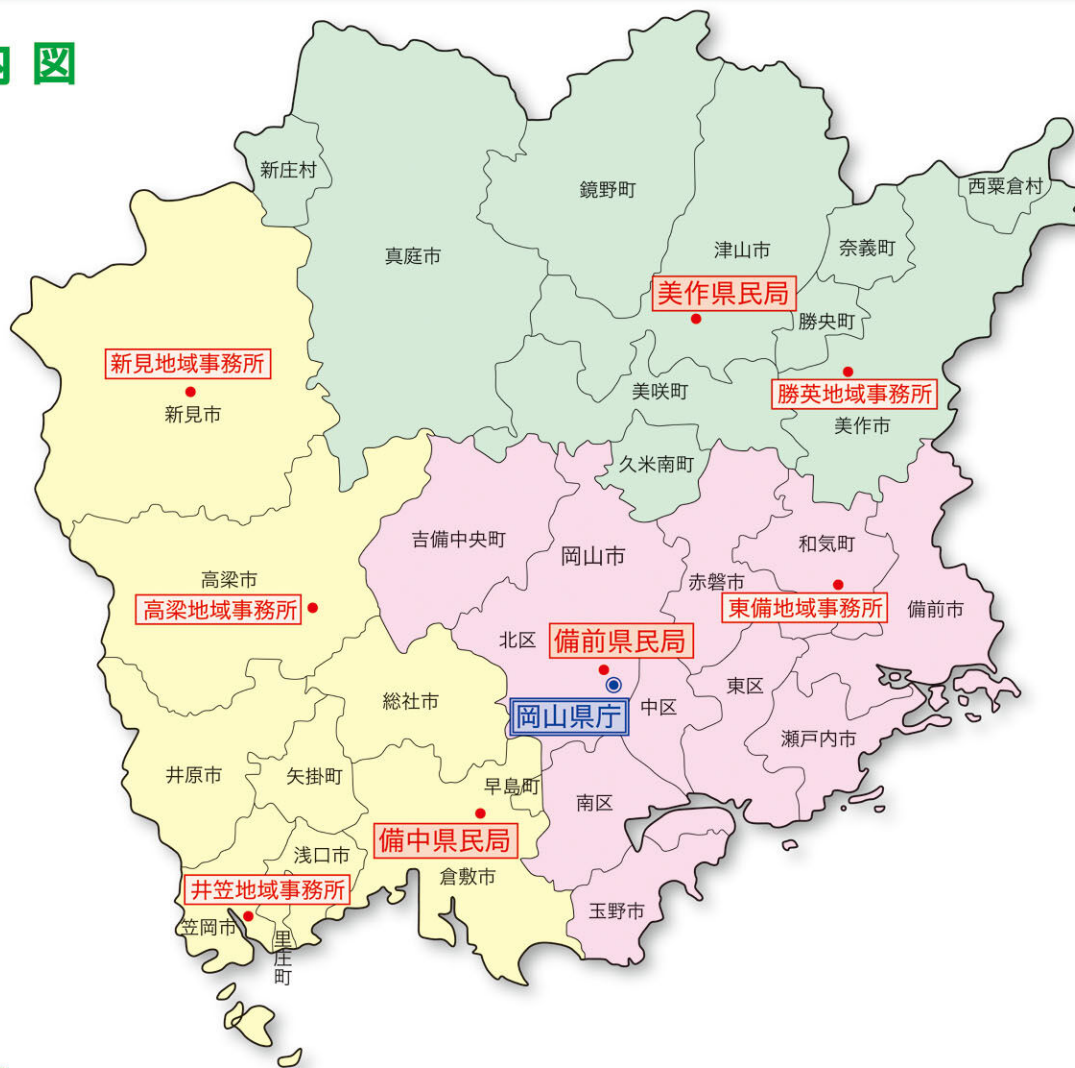 図
新庄村
鏡野町
西粟倉村
真庭市
津山市
奈義町
美作県民局
勝央町
新見地域事務所
新見市
美咲町
勝英地域事務所
美作市
久米南町
吉備中央町
岡山市
和気町
高梁市
赤磐市
高梁地域事務所
東備地域事務所
備前市
北区
備前県民局
総社市
岡山県庁
中区
東区
瀬戸内市
井原市
矢掛町
早島町
南区
備中県民局
浅口市
倉敷市
井笠地域事務所
笠岡市
里庄町
玉野市